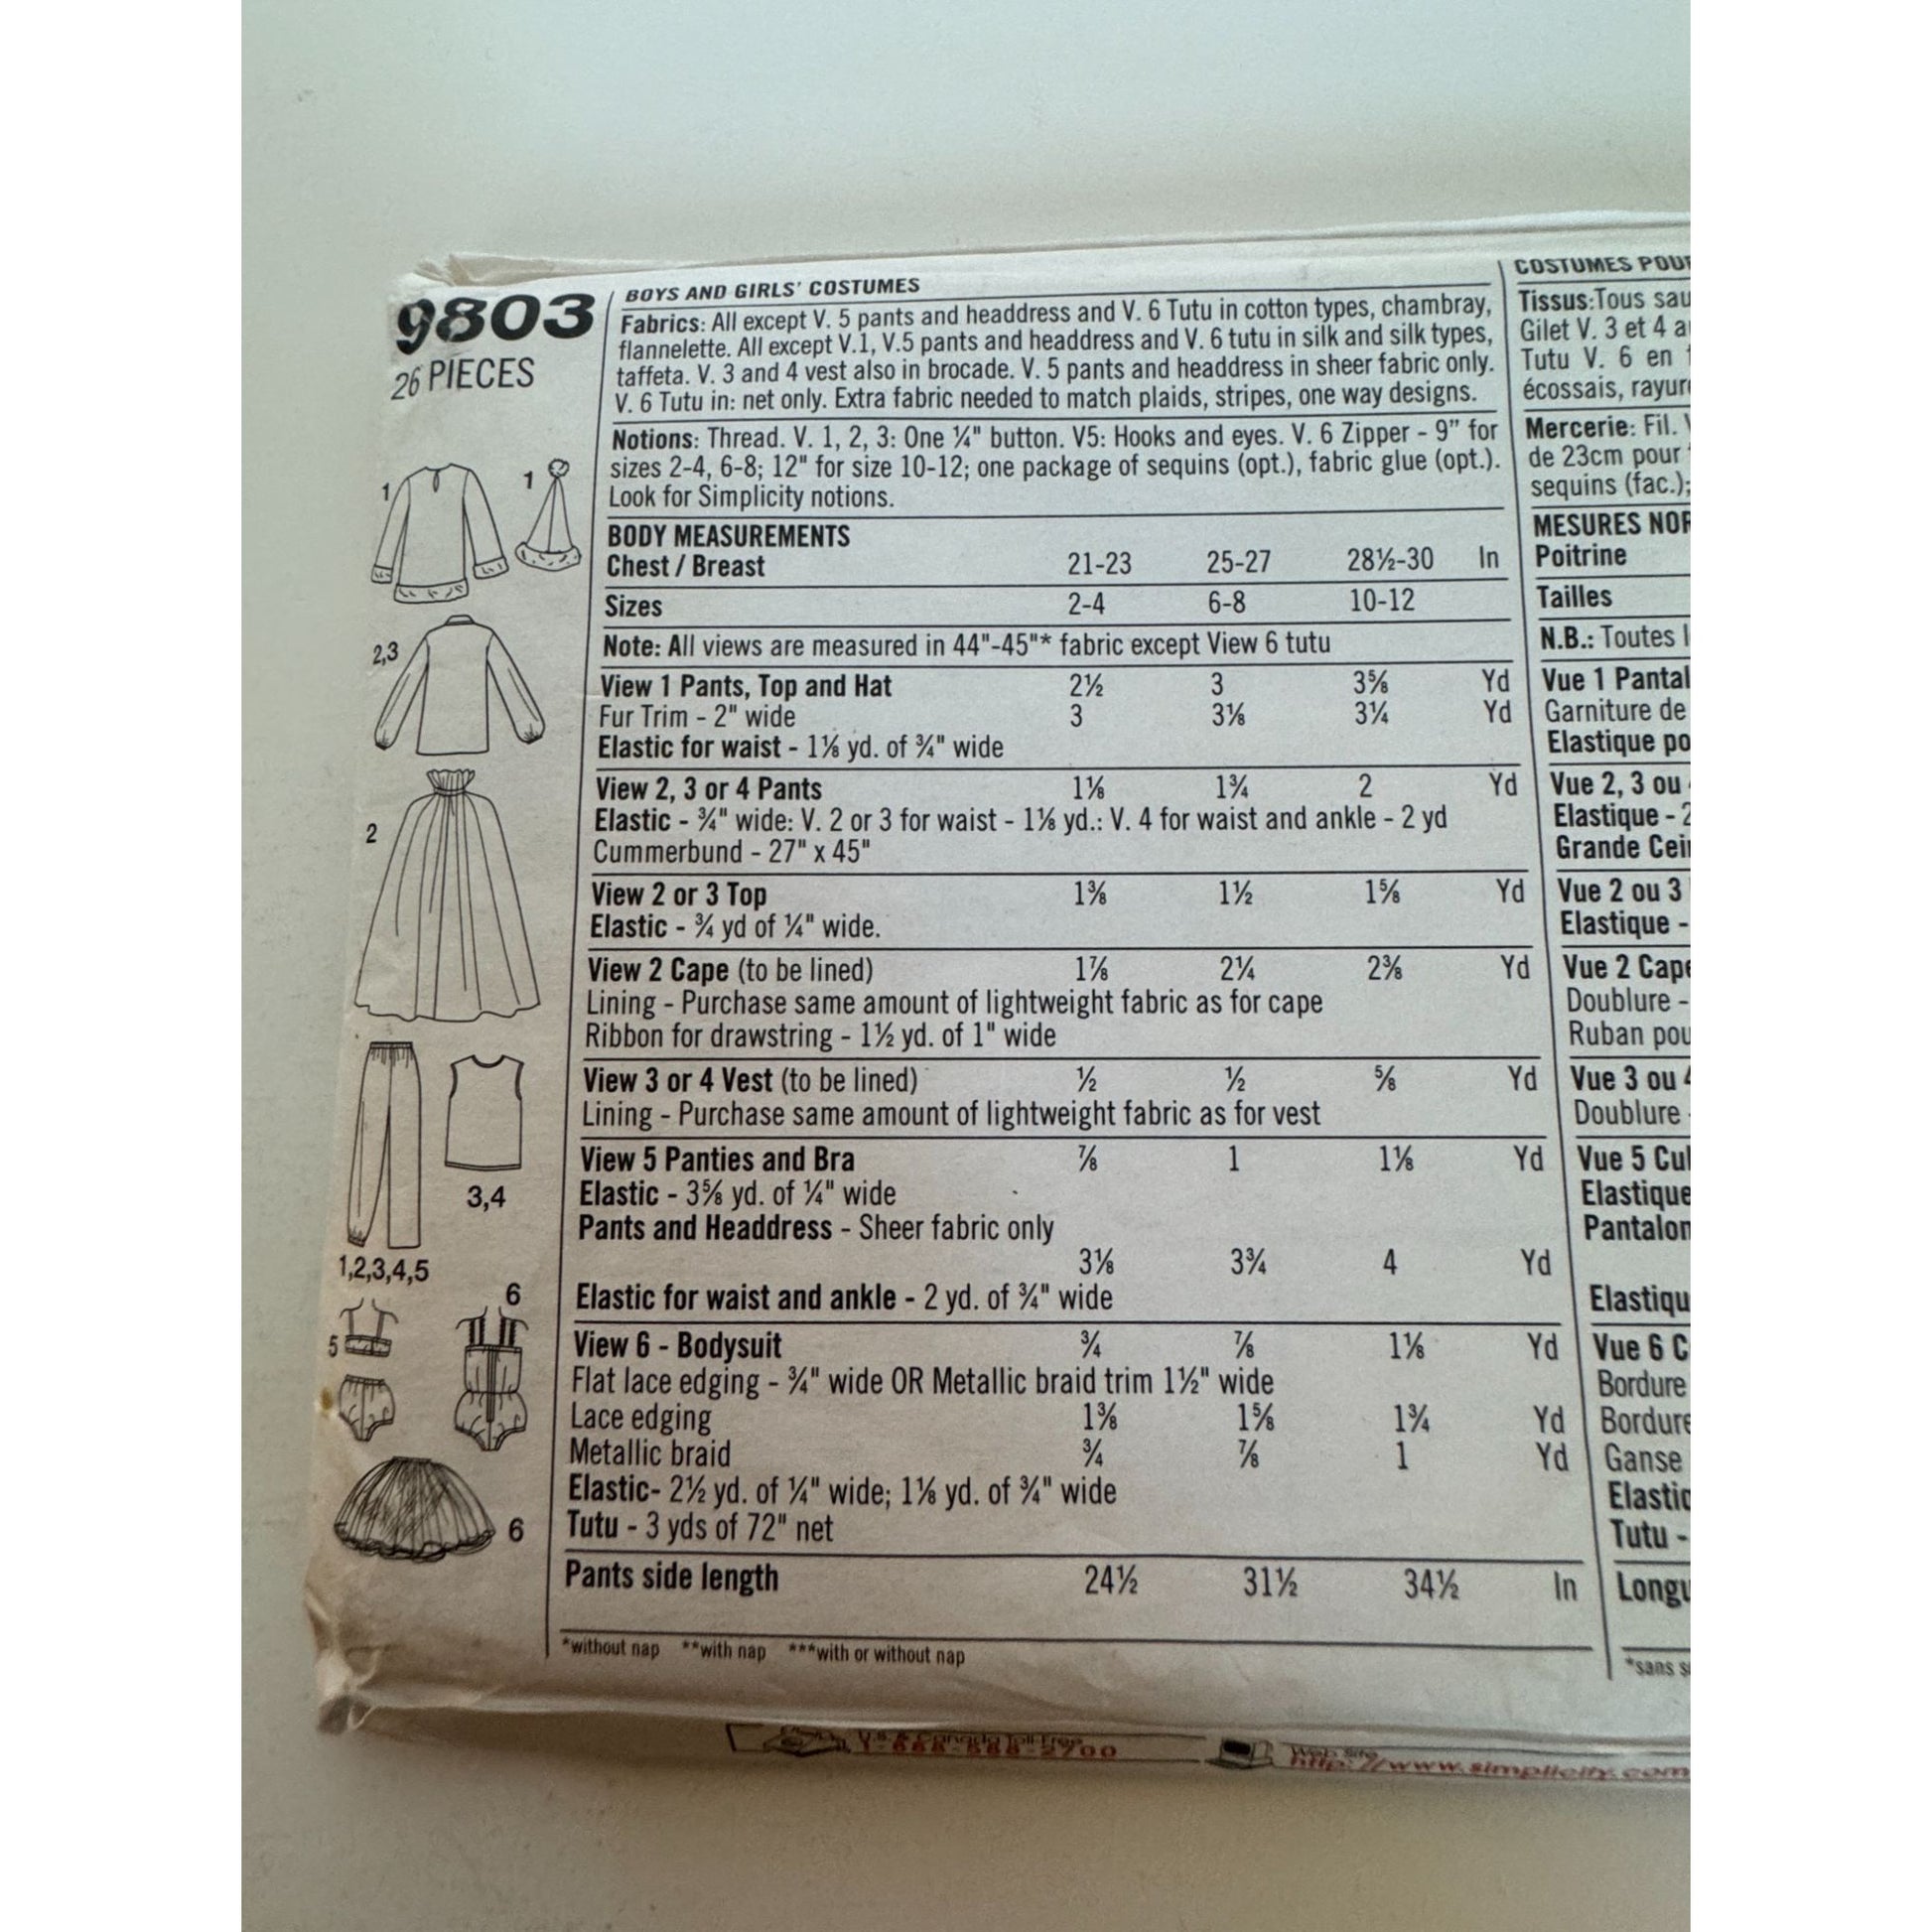 9803
26 PIECES
BOYS AND GIRLS' COSTUMES
Fabrics: All except V. 5 pants and headdress and V. 6 Tutu in cotton types, chambray,
flannelette. All except V.1, V.5 pants and headdress and V. 6 tutu in silk and silk types,
taffeta. V. 3 and 4 vest also in brocade. V. 5 pants and headdress in sheer fabric only.
V. 6 Tutu in: net only. Extra fabric needed to match plaids, stripes, one way designs.
Notions: Thread. V. 1, 2, 3: One ¼" button. V5: Hooks and eyes. V. 6 Zipper - 9” for
sizes 2-4, 6-8; 12" for size 10-12; one package of sequins (opt.), fabric glue (opt.).
Look for Simplicity notions.
BODY MEASUREMENTS
Chest / Breast 21-23 25-27 28½-30 In
Sizes 2-4 6-8 10-12
Note: All views are measured in 44"-45"* fabric except View 6 tutu
View 1 Pants, Top and Hat 2½ 3 3⅝ Yd
Fur Trim - 2" wide 3 3⅛ 3¼ Yd
Elastic for waist - 1⅛ yd. of ¾" wide
View 2, 3 or 4 Pants 1⅛ 1¾ 2 Yd
Elastic - ¾" wide: V. 2 or 3 for waist - 1⅛ yd.: V. 4 for waist and ankle - 2 yd
Cummerbund - 27" x 45"
View 2 or 3 Top 1⅜ 1½ 1⅝ Yd
Elastic - ¾ yd of ¼" wide.
View 2 Cape (to be lined) 1⅞ 2¼ 2⅜ Yd
Lining - Purchase same amount of lightweight fabric as for cape
Ribbon for drawstring - 1½ yd. of 1" wide
View 3 or 4 Vest (to be lined) ½ ½ ⅝ Yd
Lining - Purchase same amount of lightweight fabric as for vest
View 5 Panties and Bra ⅞ 1 1⅛ Yd
Elastic - 3⅝ yd. of ¼" wide
Pants and Headdress - Sheer fabric only
3⅛ 3¾ 4 Yd
Elastic for waist and ankle - 2 yd. of ¾" wide
View 6 - Bodysuit ¾ ⅞ 1⅛ Yd
Flat lace edging - ¾" wide OR Metallic braid trim 1½" wide
Lace edging 1⅜ 1⅝ 1¾ Yd
Metallic braid ¾ ⅞ 1 Yd
Elastic- 2½ yd. of ¼" wide; 1⅛ yd. of ¾" wide
Tutu - 3 yds of 72" net
Pants side length 24½ 31½ 34½ In
*without nap **with nap ***with or without nap
1
1
2,3
2
3,4
1,2,3,4,5
6
5
6
COSTUMES POUR
Tissus: Tous sau
Gilet V. 3 et 4 a
Tutu V. 6 en
écossais, rayur
Mercerie: Fil.
de 23cm pour
sequins (fac.);
MESURES NOR
Poitrine
Tailles
N.B.: Toutes l
Vue 1 Pantal
Garniture de
Elastique po
Vue 2, 3 ou
Elastique - 2
Grande Cei
Vue 2 ou 3
Elastique -
Vue 2 Cape
Doublure -
Ruban pou
Vue 3 ou 4
Doublure
Vue 5 Cul
Elastique
Pantalon
Elastiqu
Vue 6 C
Bordure
Bordure
Ganse
Elastic
Tutu -
Longu
*sans s
U.S. & Canada Toll-Free
1-888-588-2700
Web Site
http://www.simplicity.com